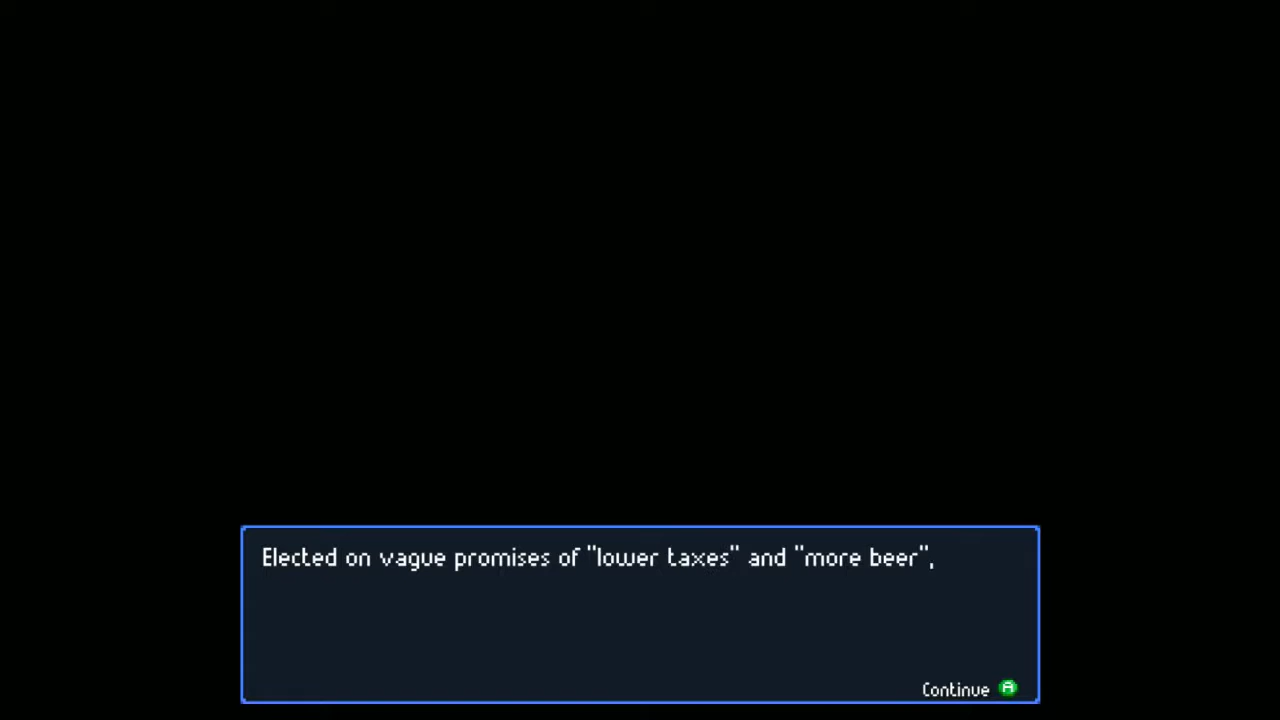 Elected on vague promises of "lower taxes" and "more beer",
Continue A